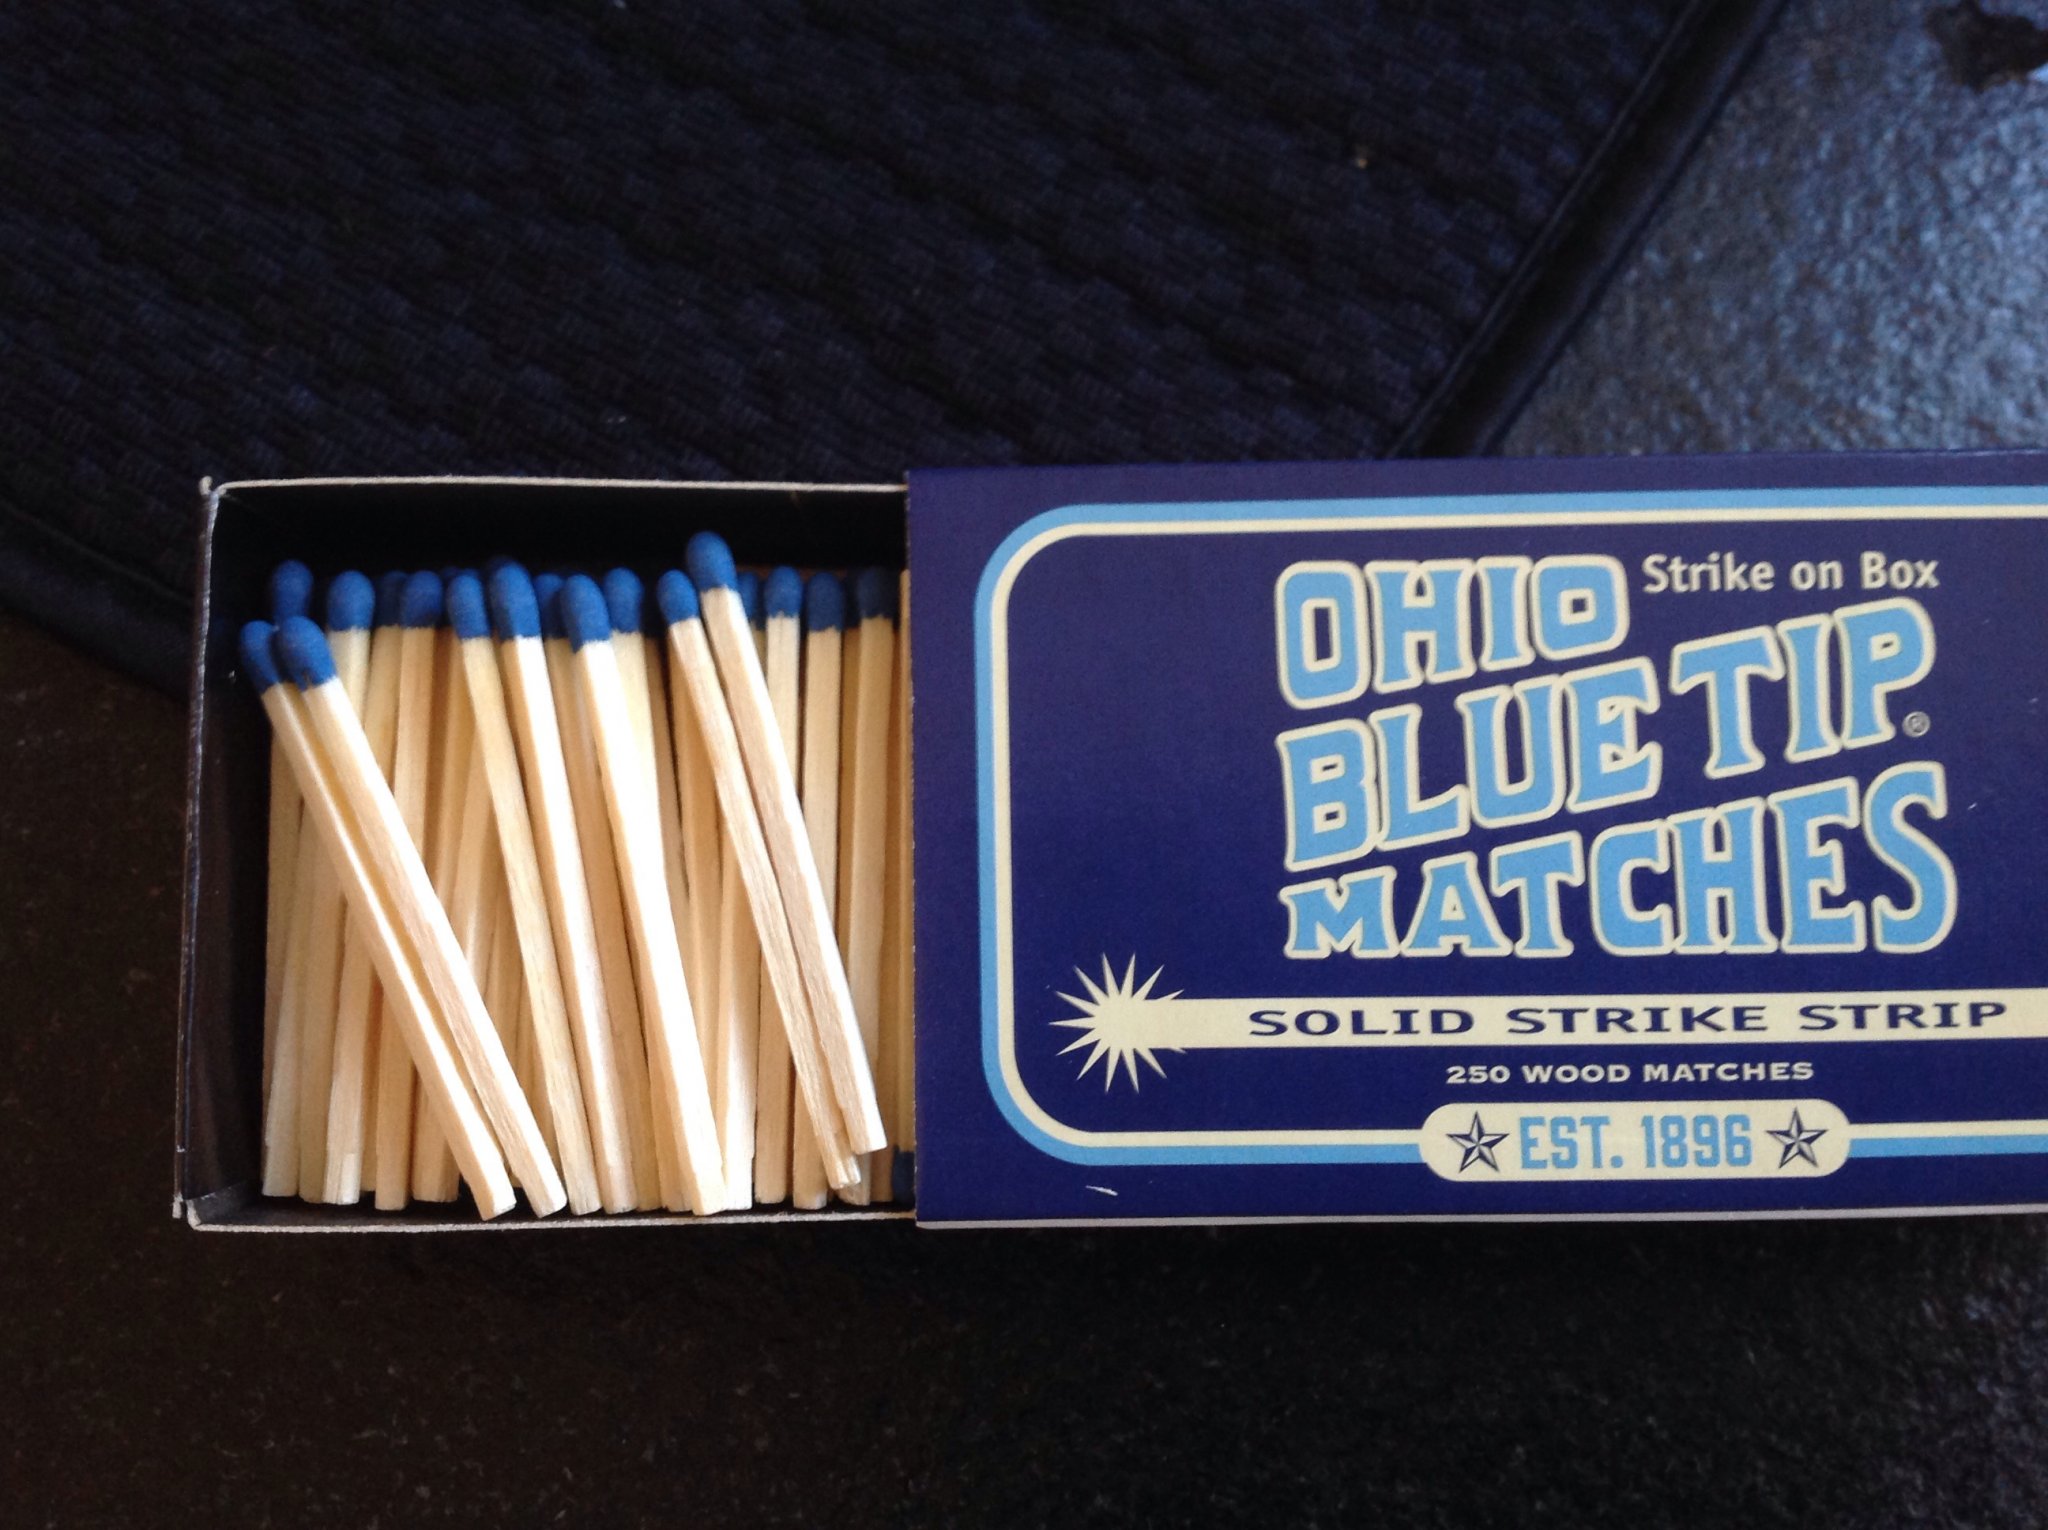 OHIO Strike on Box
BLUE TIP®
MATCHES
SOLID STRIKE STRIP
250 WOOD MATCHES
EST. 1896